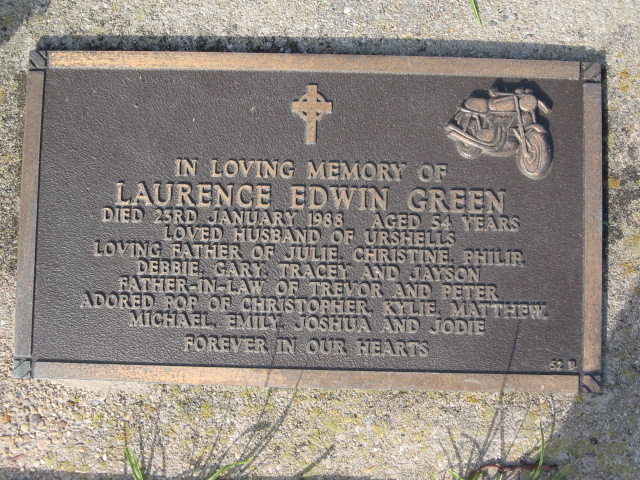 IN LOVING MEMORY OF
LAURENCE EDWIN GREEN
DIED 23RD JANUARY 1988 AGED 54 YEARS
LOVED HUSBAND OF URSHELLS
LOVING FATHER OF JULIE, CHRISTINE, PHILIP,
DEBBIE, GARY, TRACEY AND JAYSON
FATHER-IN-LAW OF TREVOR AND PETER
ADORED POP OF CHRISTOPHER, KYLIE, MATTHEW,
MICHAEL, EMILY, JOSHUA AND JODIE
FOREVER IN OUR HEARTS
52 B